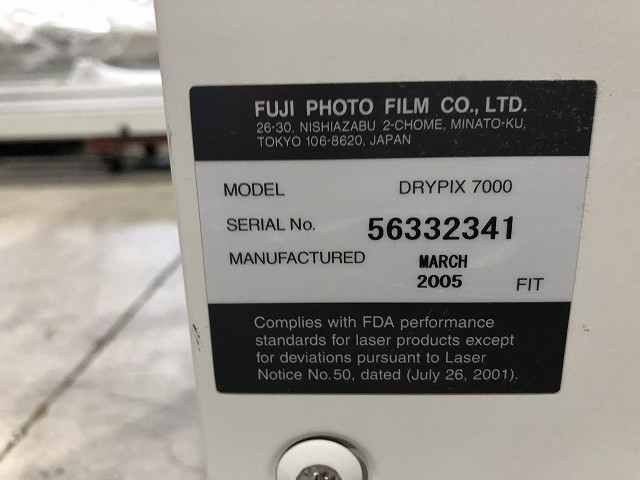 FUJI PHOTO FILM CO., LTD.
26-30, NISHIAZABU 2-CHOME, MINATO-KU,
TOKYO 106-8620, JAPAN
MODEL DRYPIX 7000
SERIAL No. 56332341
MANUFACTURED MARCH
2005 FIT
Complies with FDA performance
standards for laser products except
for deviations pursuant to Laser
Notice No.50, dated (July 26, 2001).